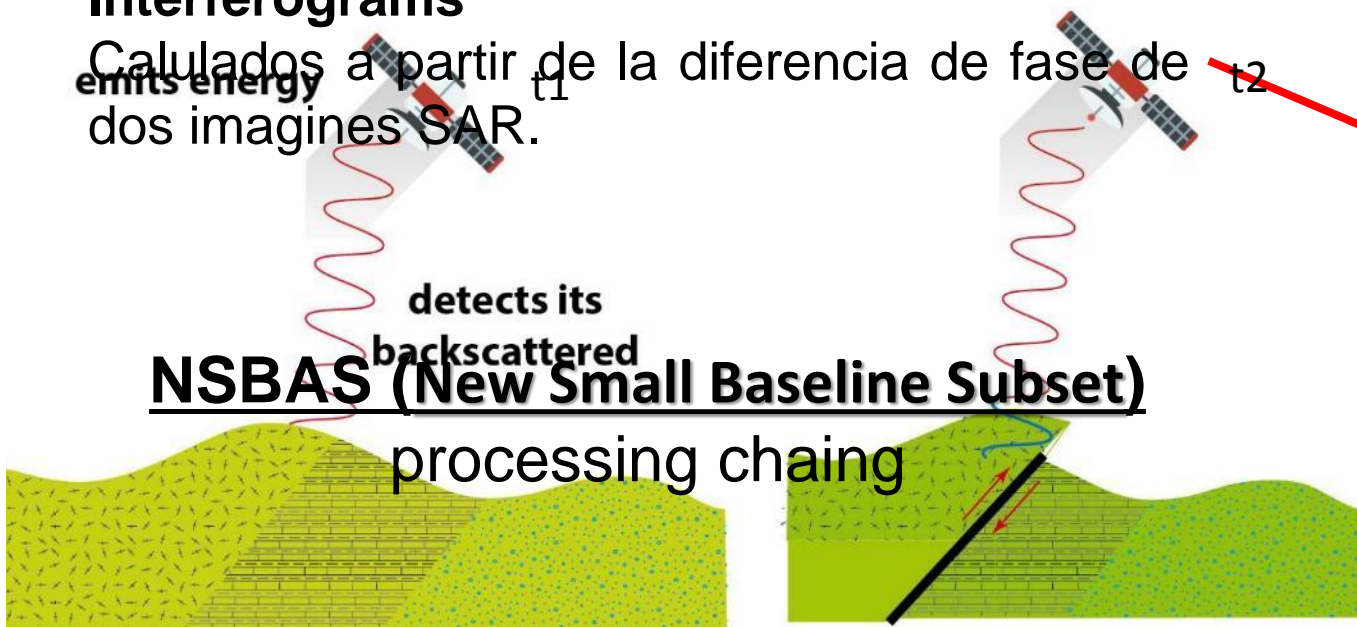 Interferograms
Calulados a partir de la diferencia de fase de
dos imagines SAR.
emits energy
t1
t2
detects its
backscattered
NSBAS (New Small Baseline Subset)
processing chaing